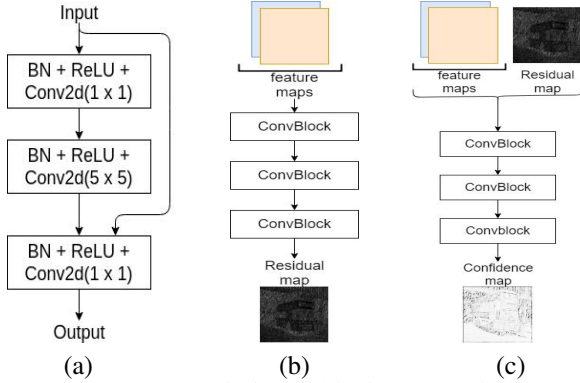 Input
BN + ReLU +
Conv2d(1 x 1)
BN + ReLU +
Conv2d(5 x 5)
BN + ReLU +
Conv2d(1 x 1)
Output
(a)
feature
maps
ConvBlock
ConvBlock
ConvBlock
Residual
map
(b)
feature
maps
Residual
map
ConvBlock
ConvBlock
Convblock
Confidence
map
(c)